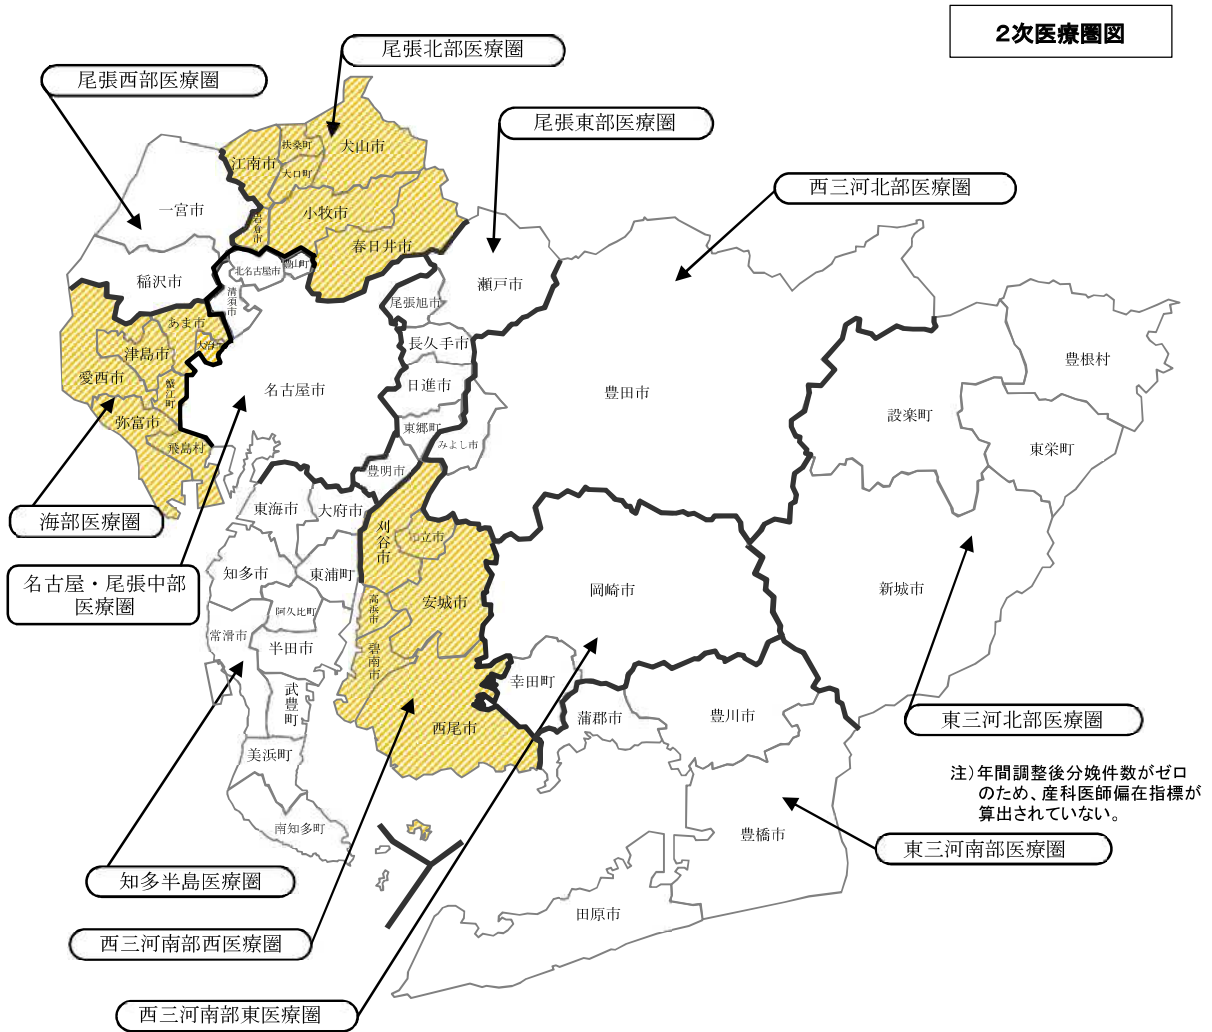 2次医療圏図
尾張北部医療圏
尾張西部医療圏
尾張東部医療圏
西三河北部医療圏
扶桑町
犬山市
江南市
大口町
一宮市
小牧市
岩倉市
春日井市
稲沢市
北名古屋市
豊山町
瀬戸市
清須市
尾張旭市
あま市
大治町
津島市
長久手市
愛西市
蟹江町
日進市
名古屋市
豊田市
豊根村
設楽町
弥富市
東郷町
飛島村
みよし市
東栄町
豊明市
海部医療圏
東海市
大府市
刈谷市
知立市
名古屋・尾張中部
医療圏
知多市
東浦町
岡崎市
新城市
高浜市
安城市
阿久比町
常滑市
半田市
碧南市
幸田町
武豊町
西尾市
蒲郡市
豊川市
東三河北部医療圏
美浜町
注)年間調整後分娩件数がゼロ
のため、産科医師偏在指標が
算出されていない。
南知多町
豊橋市
東三河南部医療圏
知多半島医療圏
田原市
西三河南部西医療圏
西三河南部東医療圏